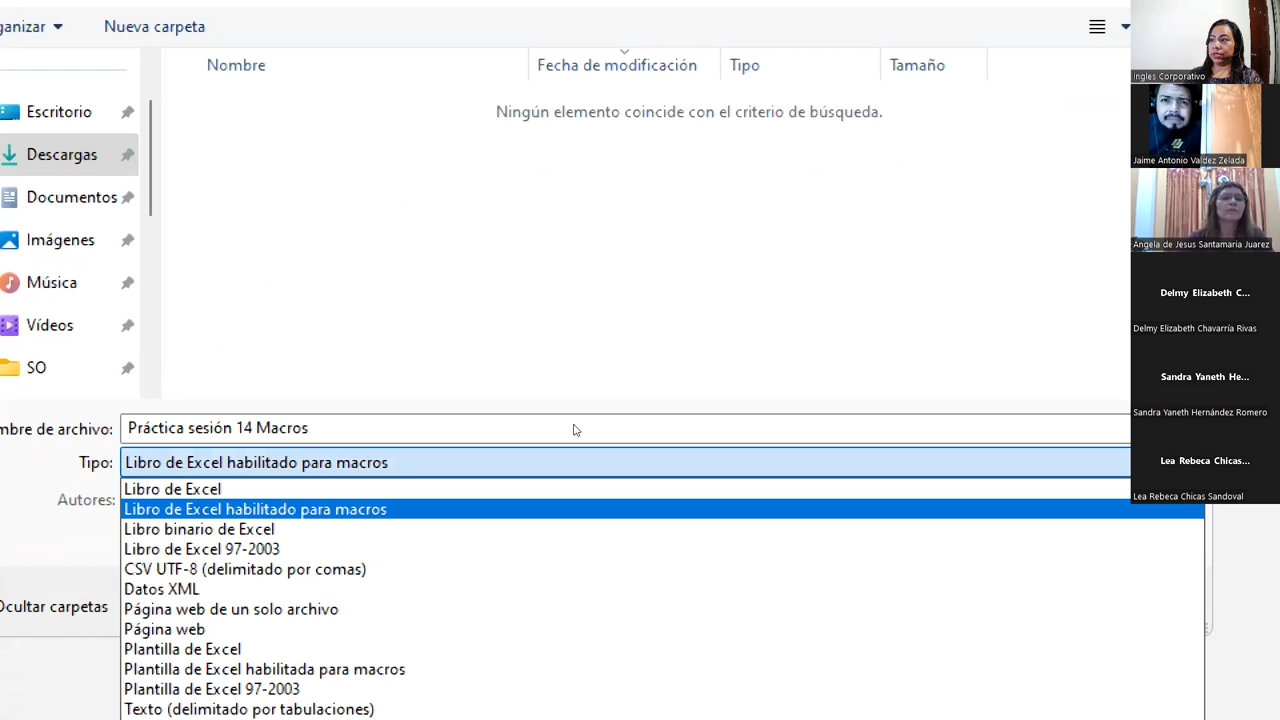 ganizar
Nueva carpeta
Nombre
Fecha de modificación
Tipo
Tamaño
Ningún elemento coincide con el criterio de búsqueda.
Escritorio
Descargas
Documentos
Imágenes
Música
Vídeos
SO
mbre de archivo:
Práctica sesión 14 Macros
Tipo:
Libro de Excel habilitado para macros
Autores:
Libro de Excel
Libro de Excel habilitado para macros
Libro binario de Excel
Libro de Excel 97-2003
CSV UTF-8 (delimitado por comas)
Datos XML
Página web de un solo archivo
Página web
Plantilla de Excel
Plantilla de Excel habilitada para macros
Plantilla de Excel 97-2003
Texto (delimitado por tabulaciones)
Ocultar carpetas
Ingles Corporativo
Jaime Antonio Valdez Zelada
Angela de Jesus Santamaria Juarez
Delmy Elizabeth C...
Delmy Elizabeth Chavarría Rivas
Sandra Yaneth He...
Sandra Yaneth Hernández Romero
Lea Rebeca Chicas...
Lea Rebeca Chicas Sandoval